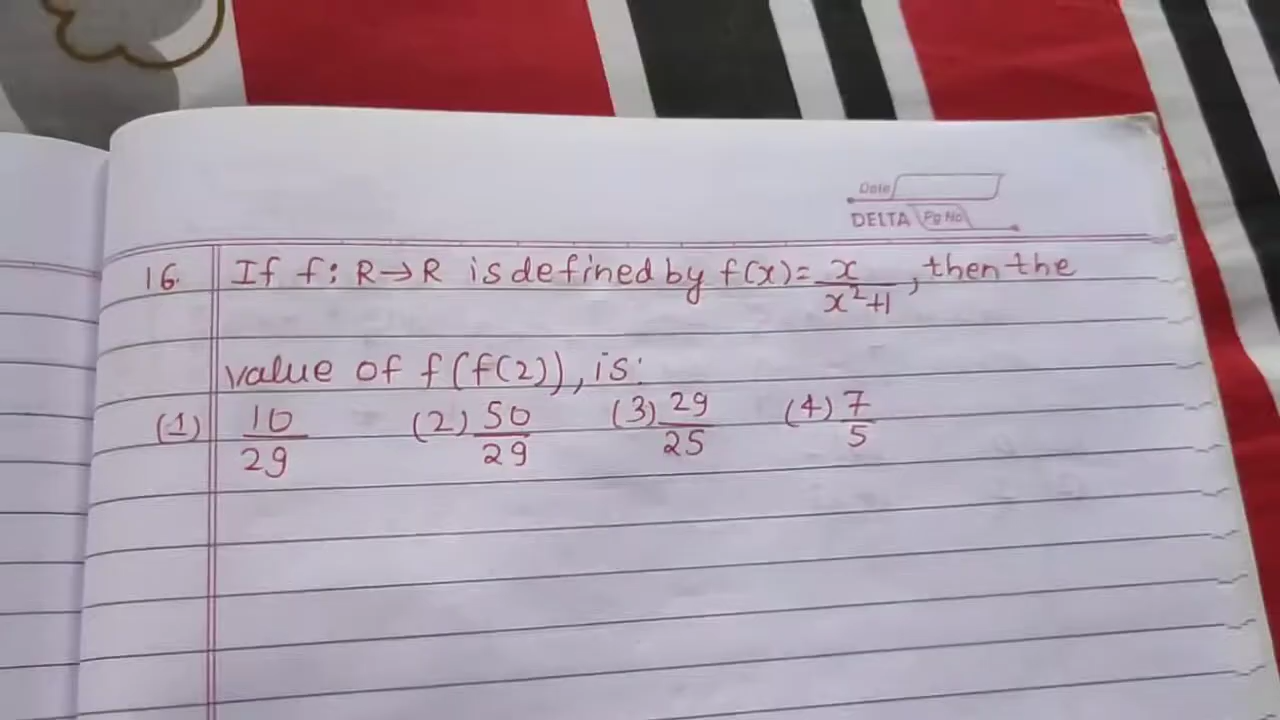 Date
DELTA Pg No
16. If f: R→R is defined by f(x)= x/(x²+1), then the
value of f(f(2)), is:
(1) 10/29 (2) 50/29 (3) 29/25 (4) 7/5